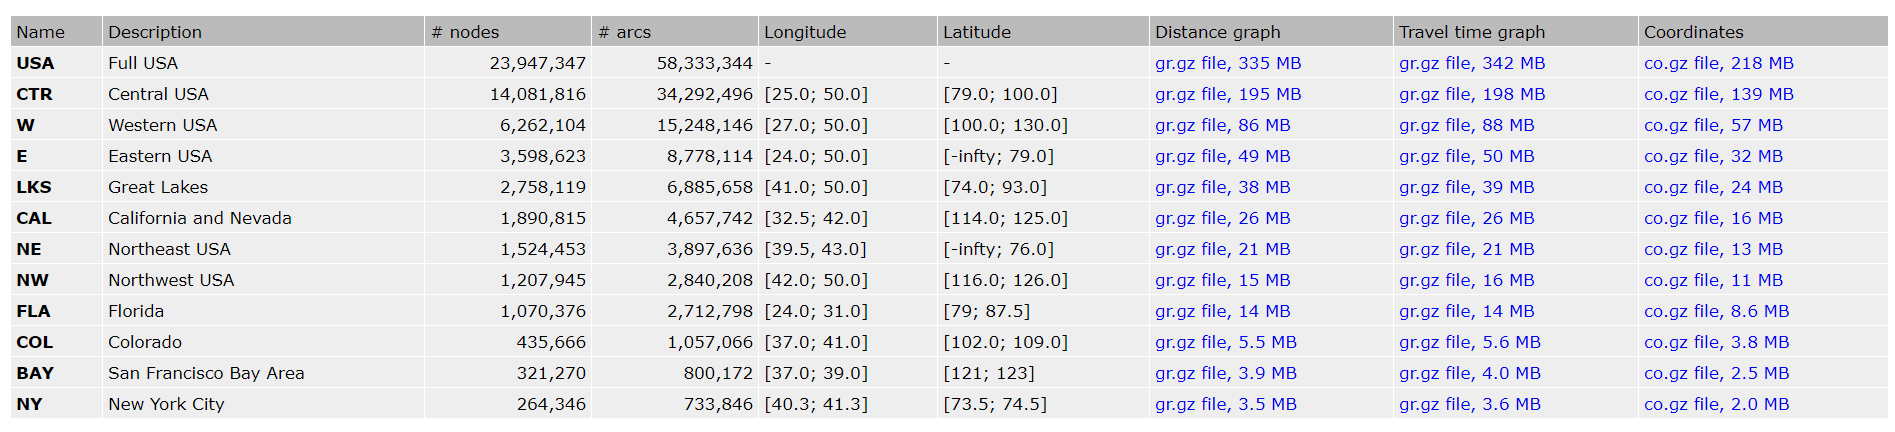 Name Description # nodes # arcs Longitude Latitude Distance graph Travel time graph Coordinates
USA Full USA 23,947,347 58,333,344 - - gr.gz file, 335 MB gr.gz file, 342 MB co.gz file, 218 MB
CTR Central USA 14,081,816 34,292,496 [25.0; 50.0] [79.0; 100.0] gr.gz file, 195 MB gr.gz file, 198 MB co.gz file, 139 MB
W Western USA 6,262,104 15,248,146 [27.0; 50.0] [100.0; 130.0] gr.gz file, 86 MB gr.gz file, 88 MB co.gz file, 57 MB
E Eastern USA 3,598,623 8,778,114 [24.0; 50.0] [-infty; 79.0] gr.gz file, 49 MB gr.gz file, 50 MB co.gz file, 32 MB
LKS Great Lakes 2,758,119 6,885,658 [41.0; 50.0] [74.0; 93.0] gr.gz file, 38 MB gr.gz file, 39 MB co.gz file, 24 MB
CAL California and Nevada 1,890,815 4,657,742 [32.5; 42.0] [114.0; 125.0] gr.gz file, 26 MB gr.gz file, 26 MB co.gz file, 16 MB
NE Northeast USA 1,524,453 3,897,636 [39.5, 43.0] [-infty; 76.0] gr.gz file, 21 MB gr.gz file, 21 MB co.gz file, 13 MB
NW Northwest USA 1,207,945 2,840,208 [42.0; 50.0] [116.0; 126.0] gr.gz file, 15 MB gr.gz file, 16 MB co.gz file, 11 MB
FLA Florida 1,070,376 2,712,798 [24.0; 31.0] [79; 87.5] gr.gz file, 14 MB gr.gz file, 14 MB co.gz file, 8.6 MB
COL Colorado 435,666 1,057,066 [37.0; 41.0] [102.0; 109.0] gr.gz file, 5.5 MB gr.gz file, 5.6 MB co.gz file, 3.8 MB
BAY San Francisco Bay Area 321,270 800,172 [37.0; 39.0] [121; 123] gr.gz file, 3.9 MB gr.gz file, 4.0 MB co.gz file, 2.5 MB
NY New York City 264,346 733,846 [40.3; 41.3] [73.5; 74.5] gr.gz file, 3.5 MB gr.gz file, 3.6 MB co.gz file, 2.0 MB